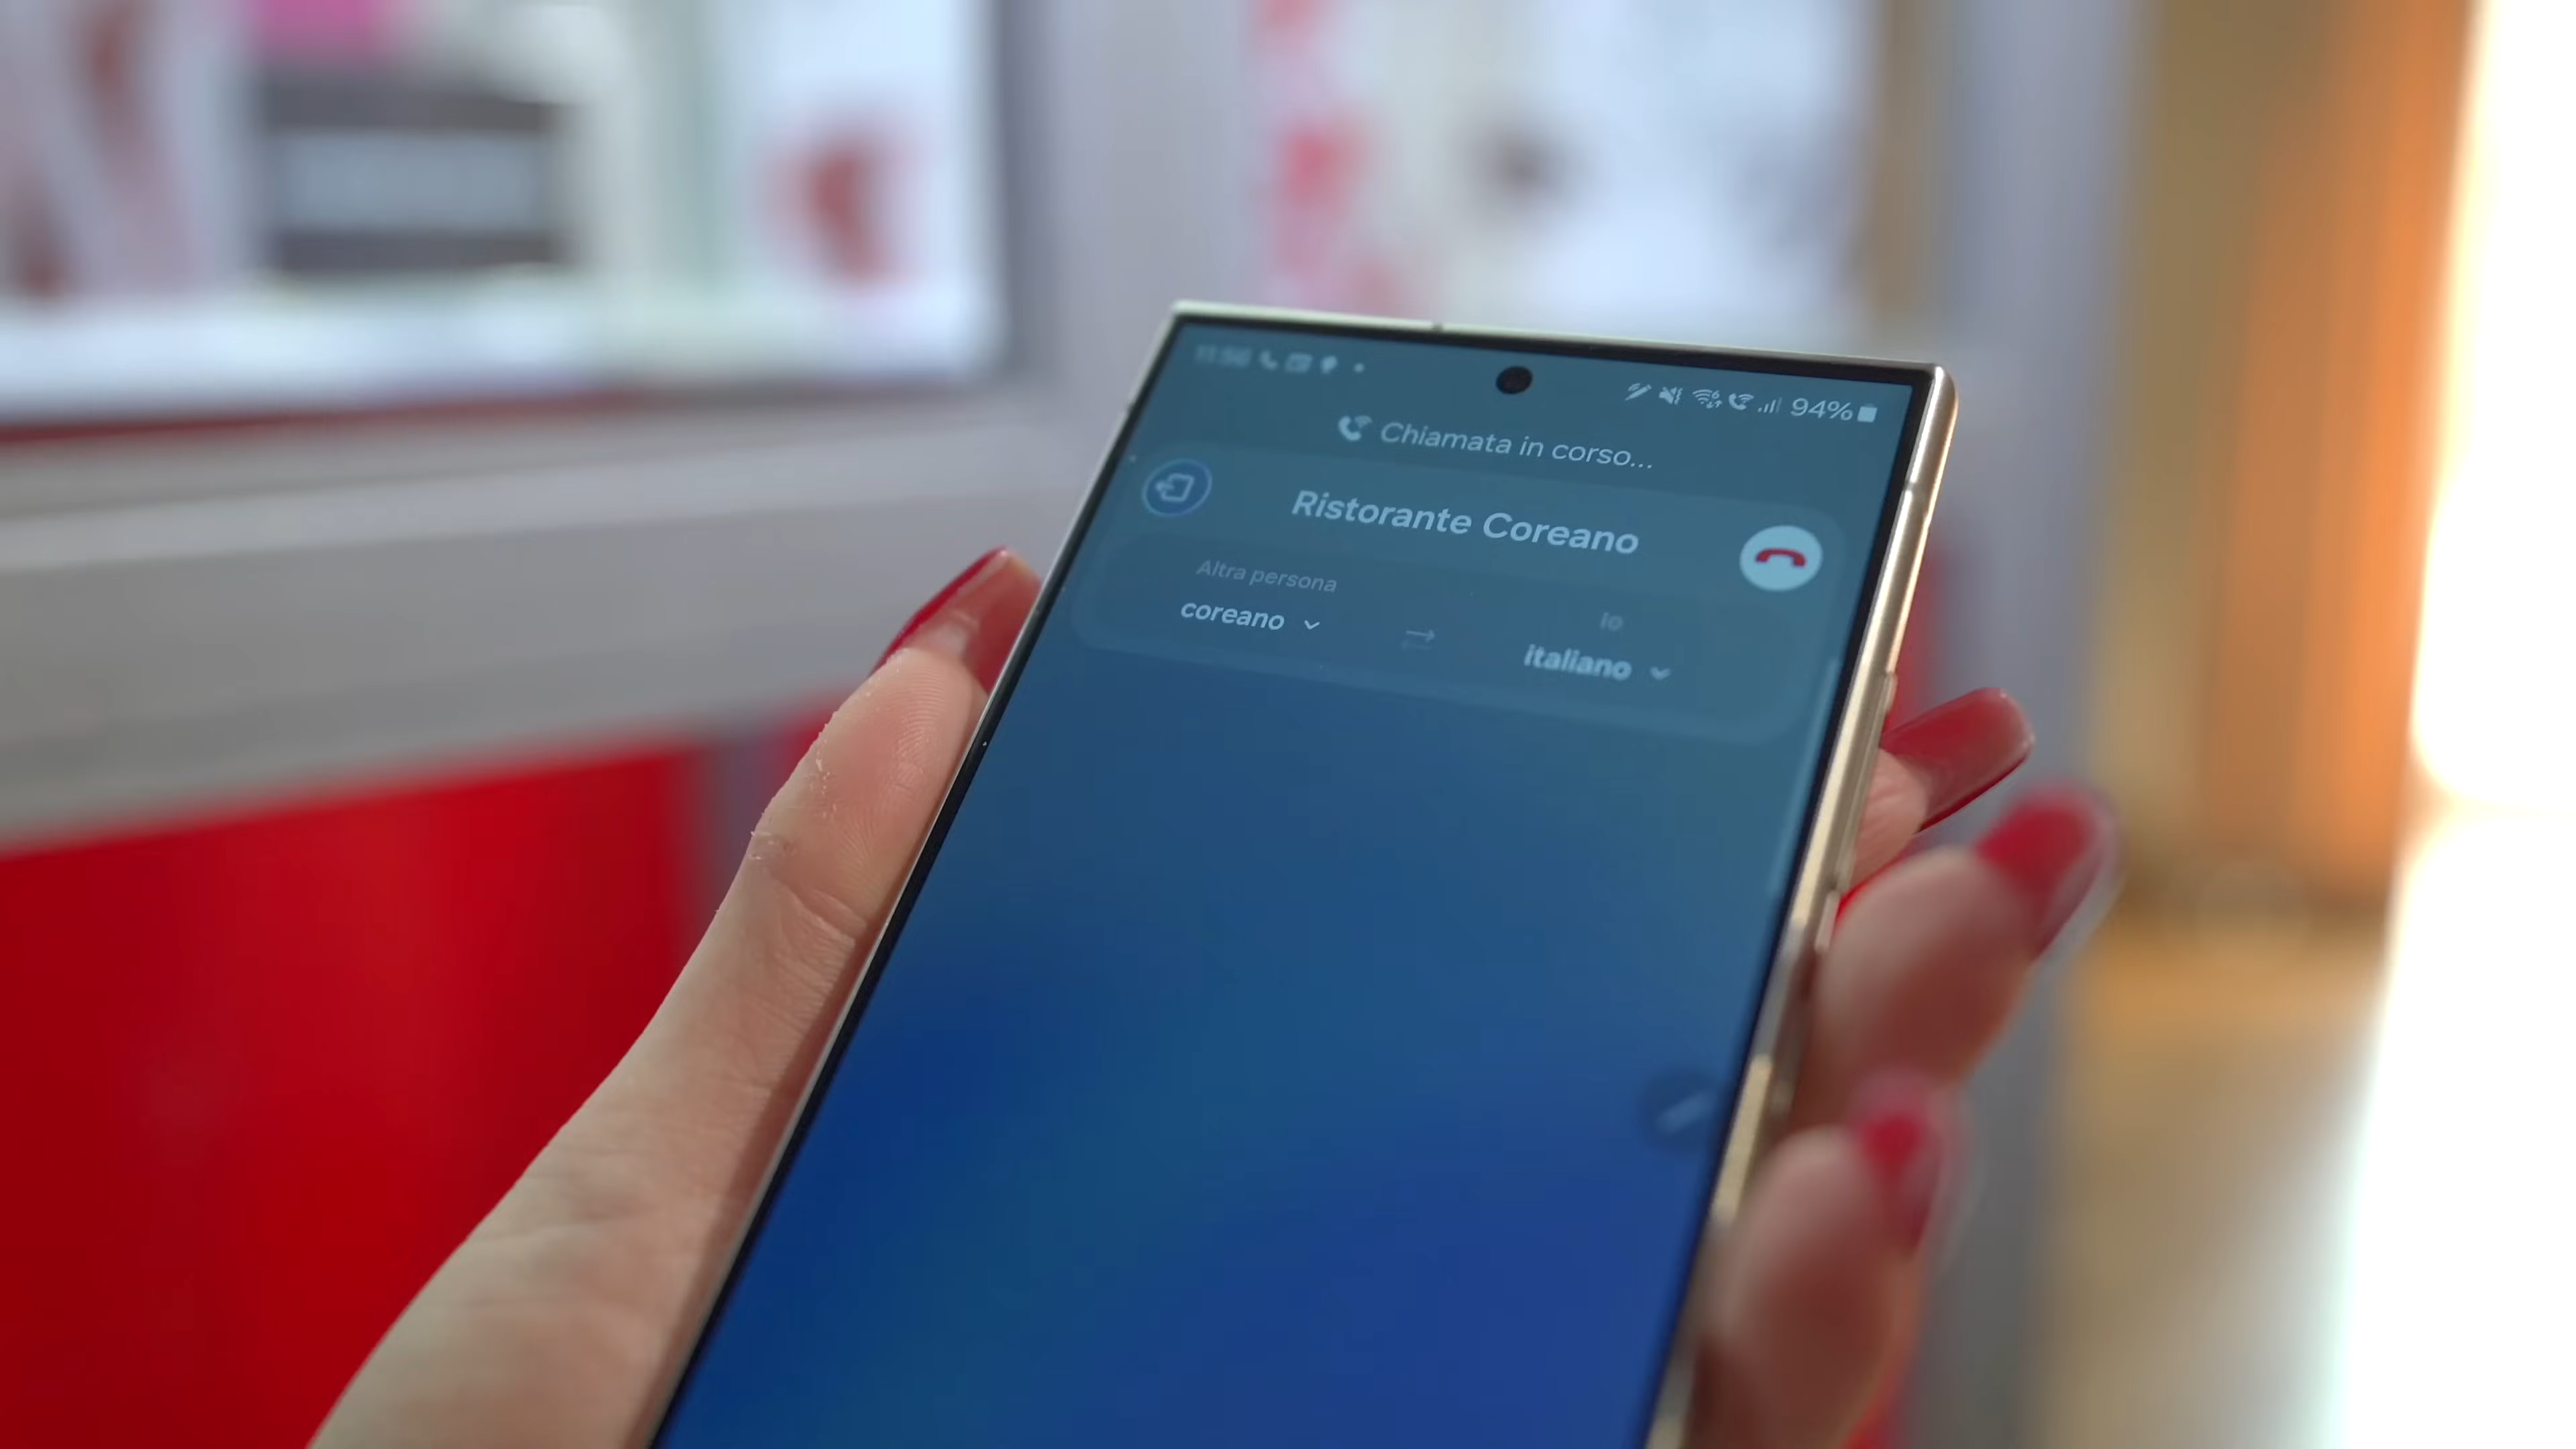 94%
Chiamata in corso...
Ristorante Coreano
Altra persona
coreano
Io
italiano